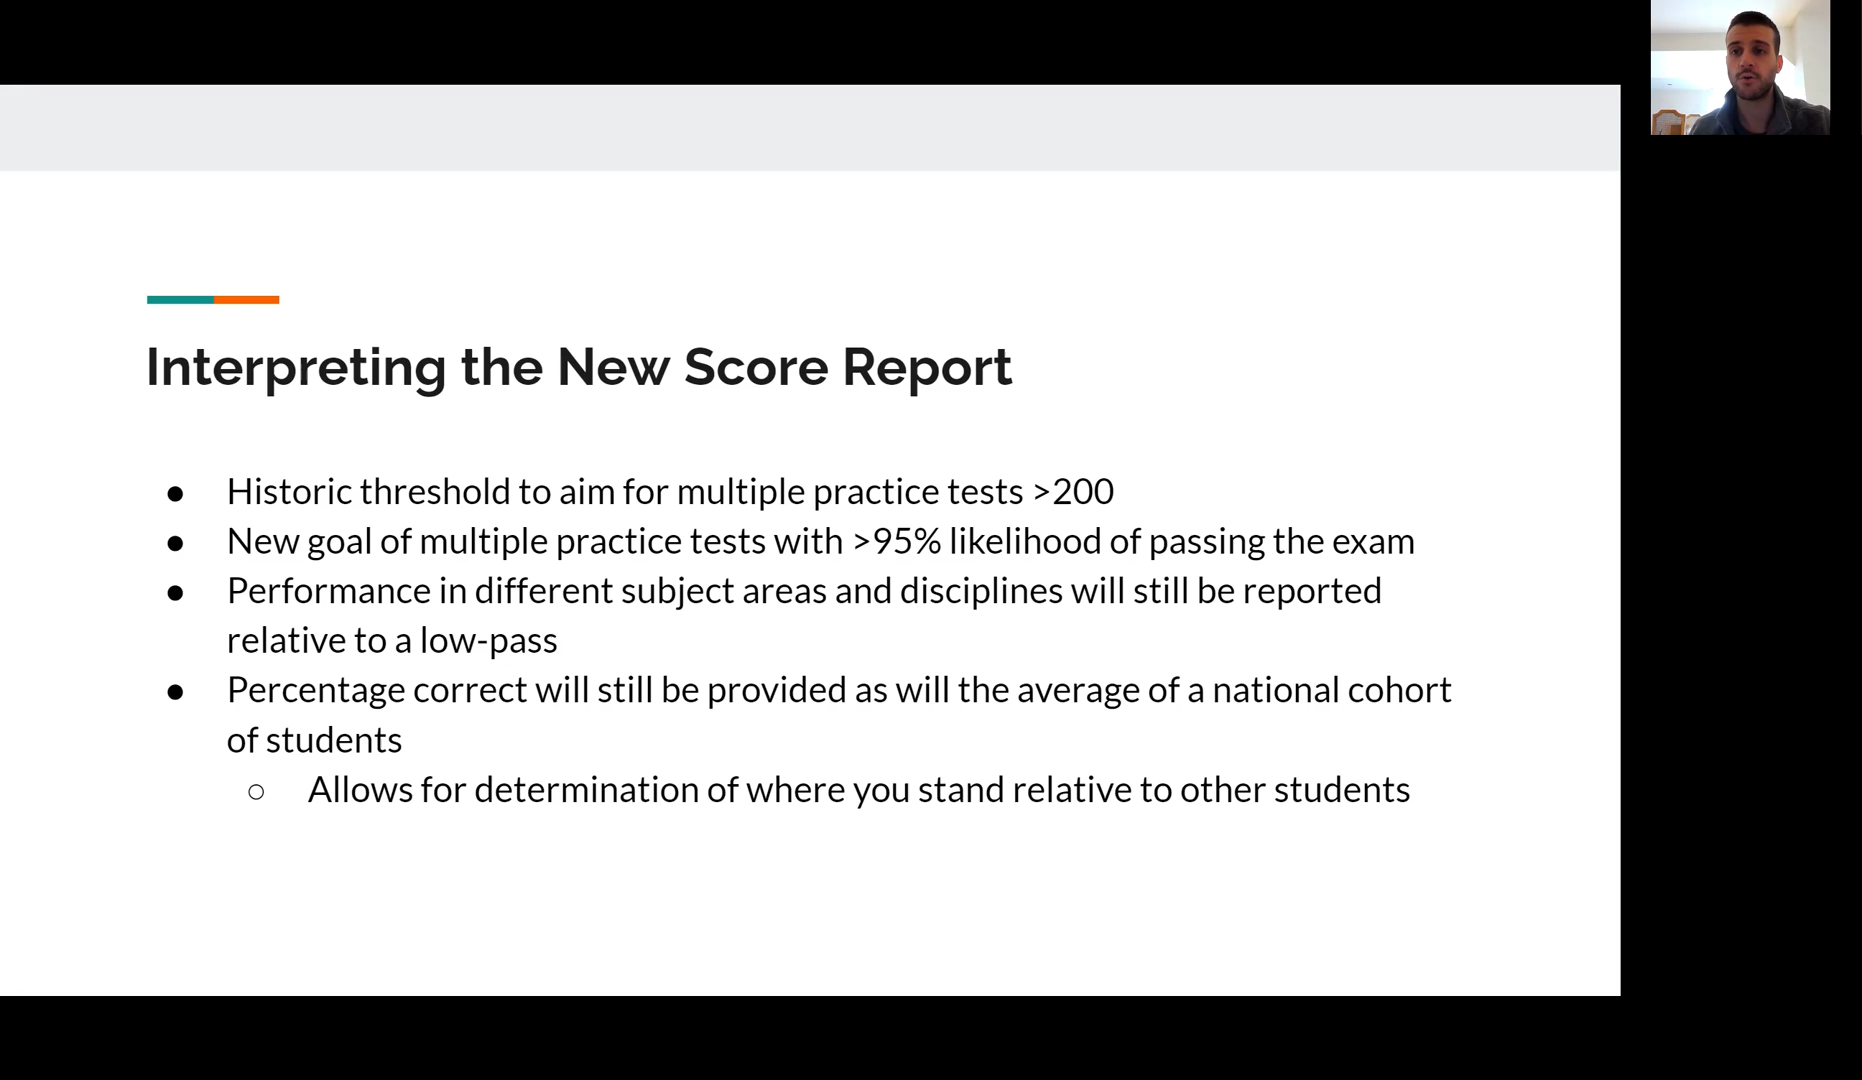 Interpreting the New Score Report
● Historic threshold to aim for multiple practice tests >200
● New goal of multiple practice tests with >95% likelihood of passing the exam
● Performance in different subject areas and disciplines will still be reported
relative to a low-pass
● Percentage correct will still be provided as will the average of a national cohort
of students
○ Allows for determination of where you stand relative to other students